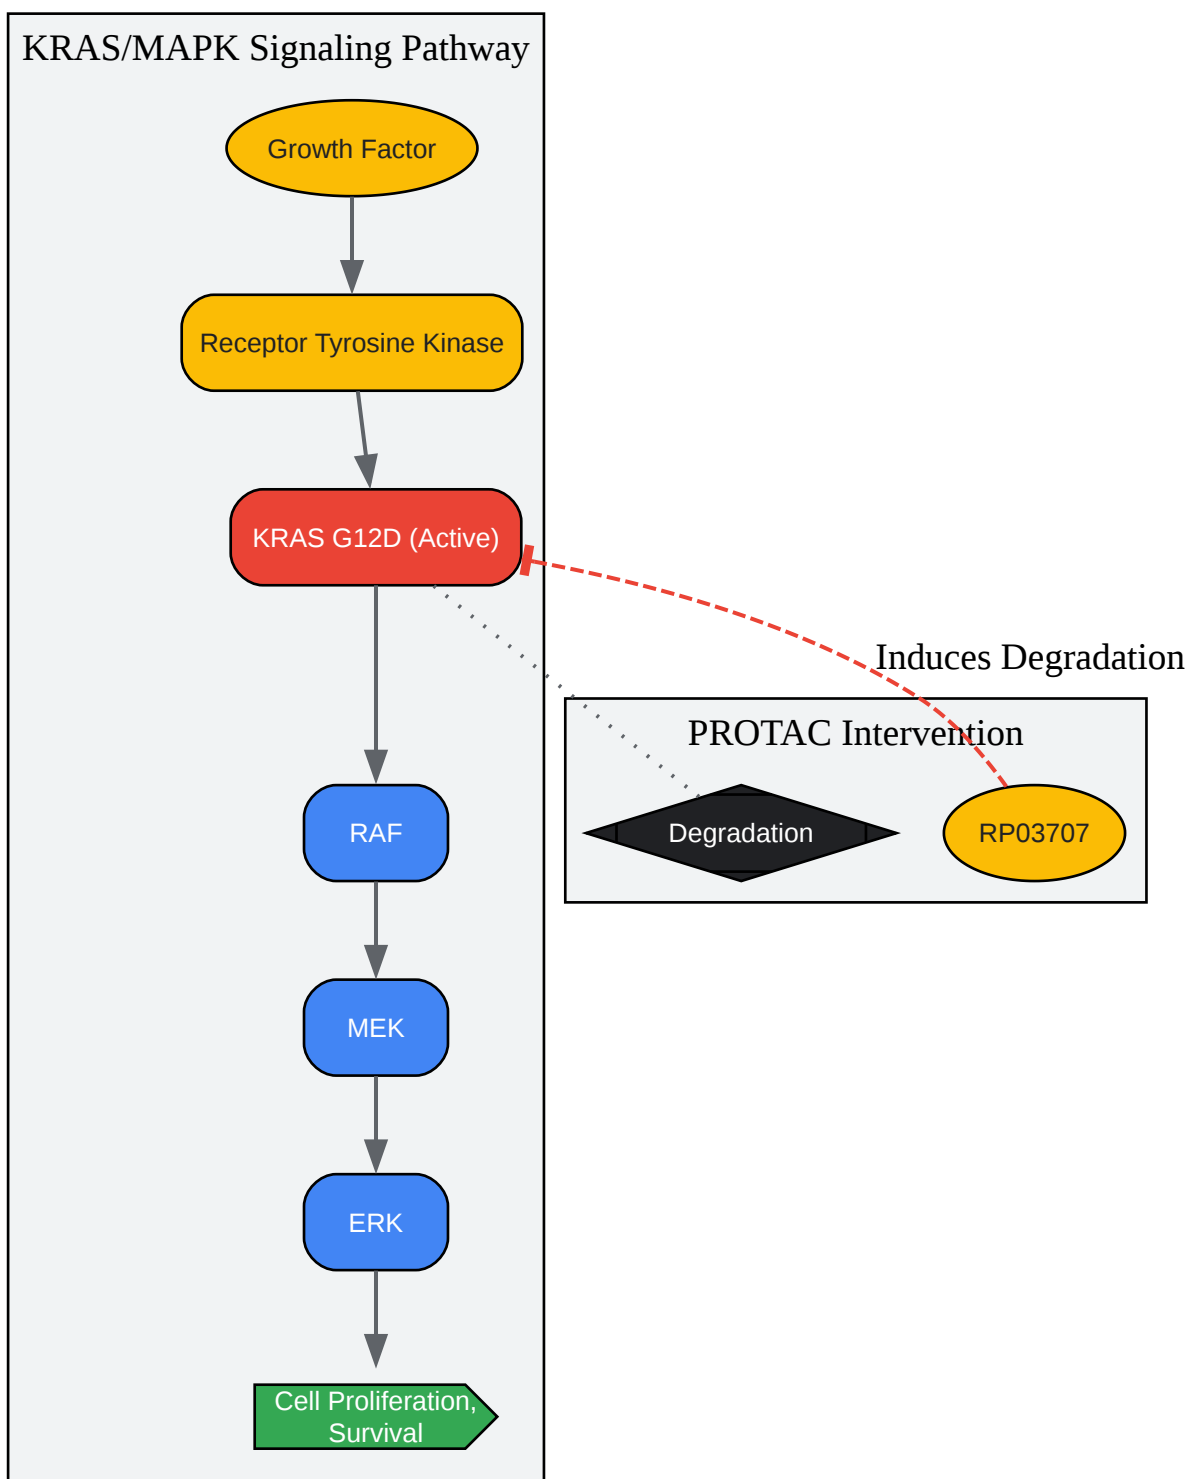 KRAS/MAPK Signaling Pathway
Growth Factor
Receptor Tyrosine Kinase
KRAS G12D (Active)
Induces Degradation
PROTAC Intervention
Degradation
RP03707
RAF
MEK
ERK
Cell Proliferation,
Survival